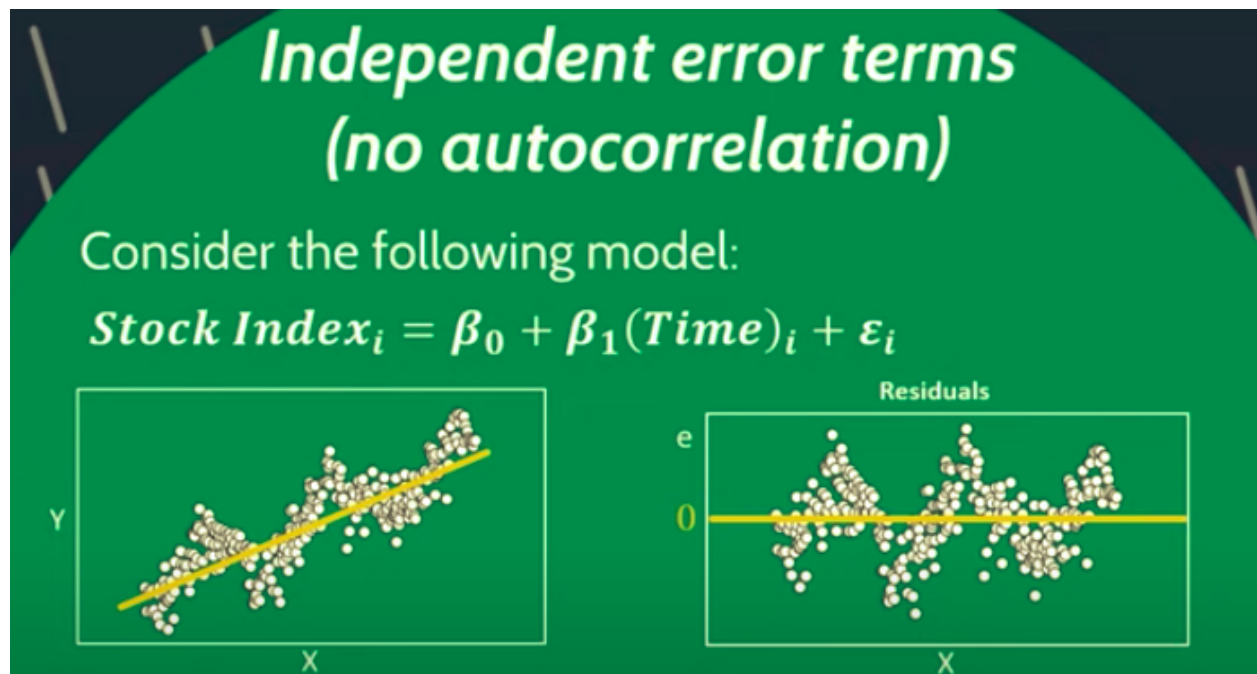 Independent error terms
(no autocorrelation)
Consider the following model:
Stock Indexᵢ = β₀ + β₁(Time)ᵢ + εᵢ
Y
X
Residuals
e
0
X